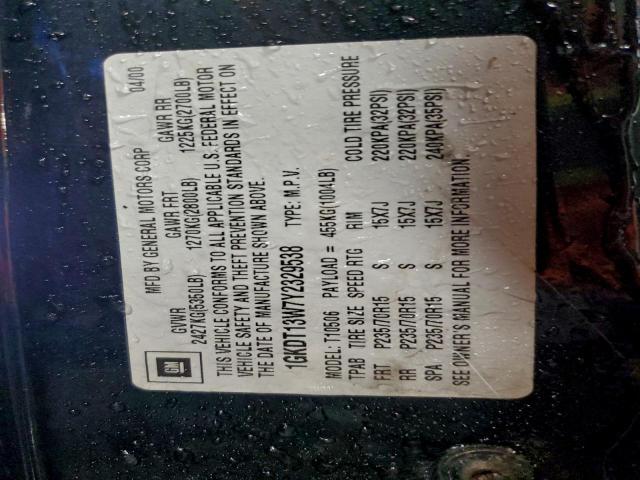 GM
MFD BY GENERAL MOTORS CORP 04/00
GVWR GAWR FRT GAWR RR
2427KG(5350LB) 1270KG(2800LB) 1225KG(2700LB)
THIS VEHICLE CONFORMS TO ALL APPLICABLE U.S. FEDERAL MOTOR
VEHICLE SAFETY AND THEFT PREVENTION STANDARDS IN EFFECT ON
THE DATE OF MANUFACTURE SHOWN ABOVE.
1GKDT13W7Y2329538 TYPE: M.P.V.
MODEL: T10506 PAYLOAD = 455KG(1004LB)
TPAB TIRE SIZE SPEED RTG RIM COLD TIRE PRESSURE
FRT P235/70R15 S 15X7J 220KPA(32PSI)
RR P235/70R15 S 15X7J 220KPA(32PSI)
SPA P235/70R15 S 15X7J 240KPA(35PSI)
SEE OWNER'S MANUAL FOR MORE INFORMATION.